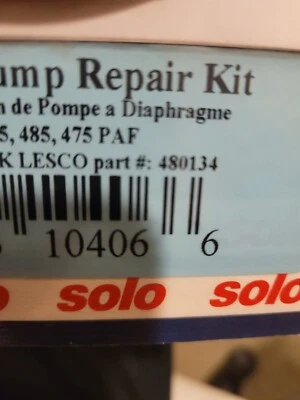 ump Repair Kit
n de Pompe a Diaphragme
5, 485, 475 PAF
K LESCO part #: 480134
10406 6
solo solo